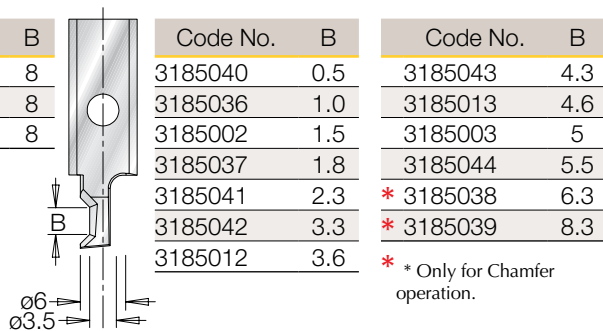 B
8
8
8
B
ø6
ø3.5
Code No. B
3185040 0.5
3185036 1.0
3185002 1.5
3185037 1.8
3185041 2.3
3185042 3.3
3185012 3.6
Code No. B
3185043 4.3
3185013 4.6
3185003 5
3185044 5.5
* 3185038 6.3
* 3185039 8.3
* * Only for Chamfer
operation.